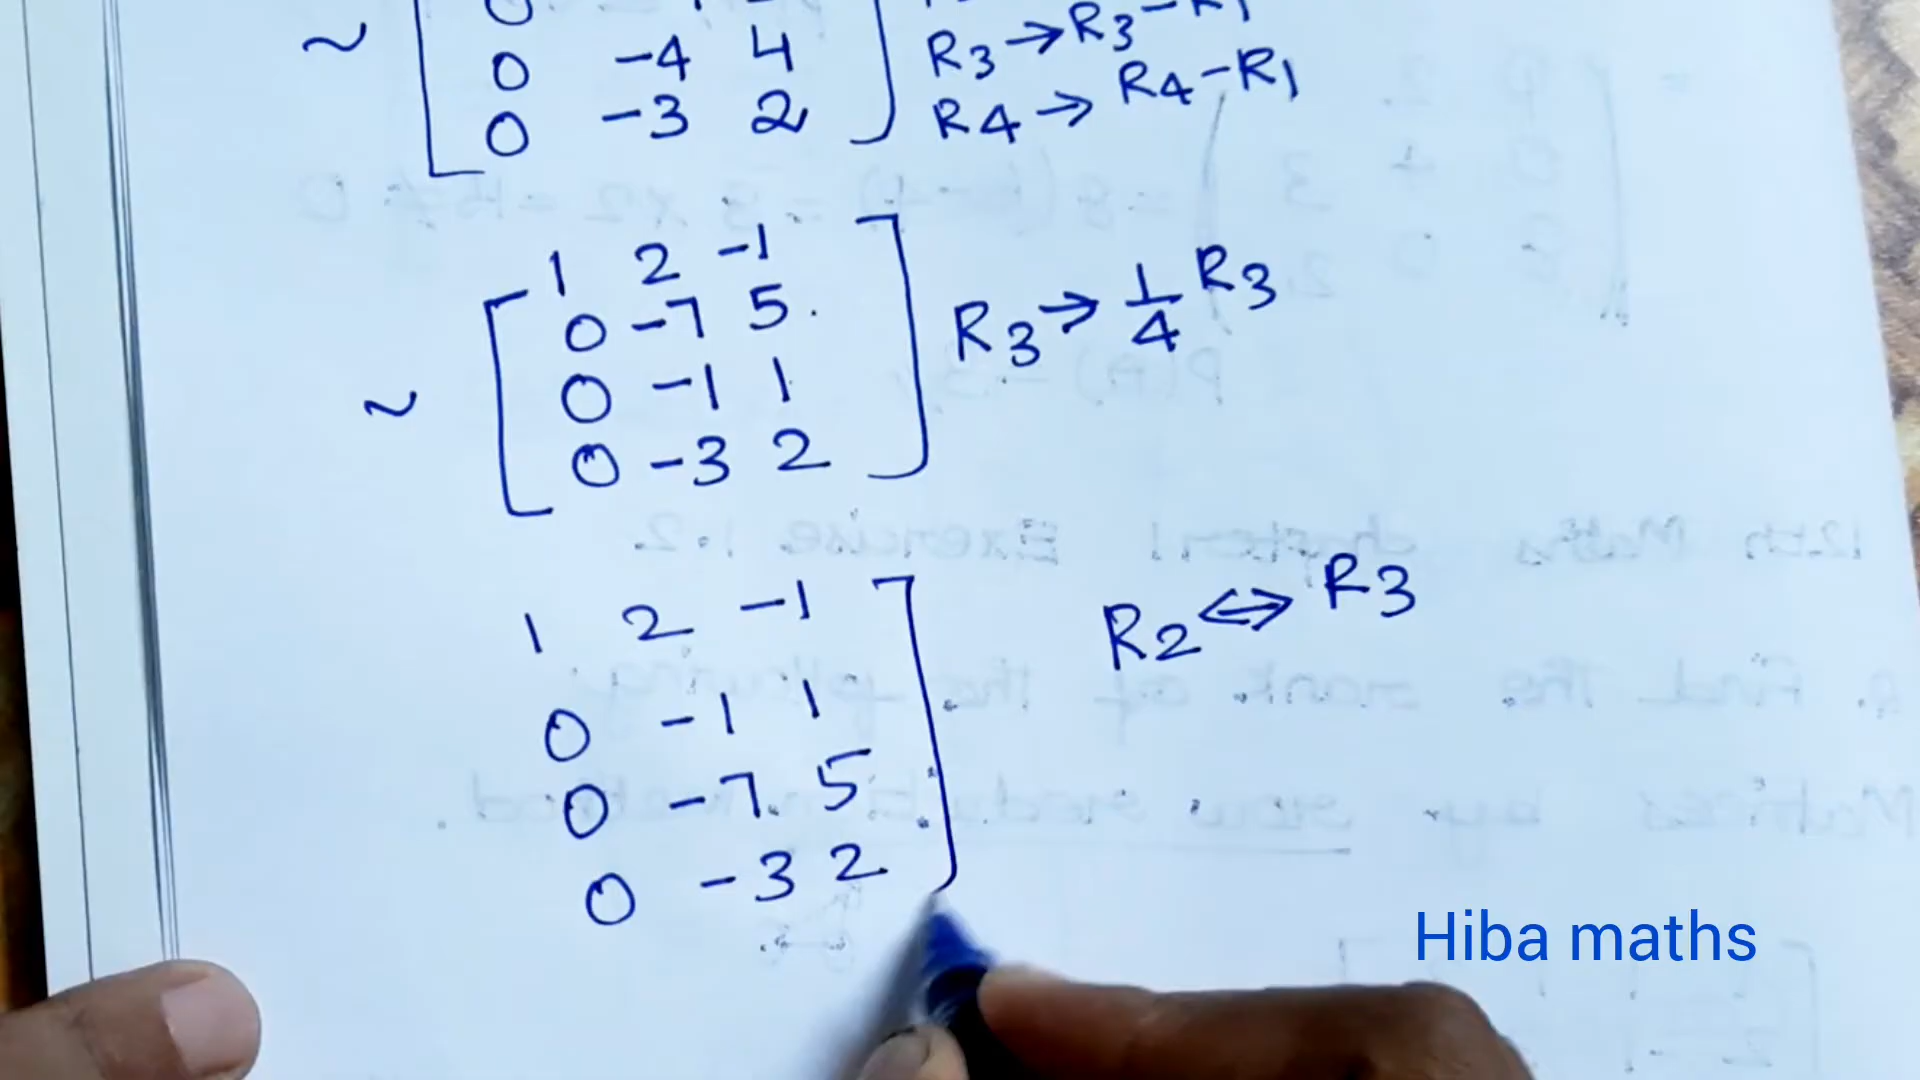 R3→R3-R1
~ 0 -4 4
0 -3 2 R4→R4-R1
1 2 -1
0 -7 5. R3→1/4 R3
~ 0 -1 1
0 -3 2
1 2 -1 R2⇔R3
0 -1 1
0 -7 5
0 -3 2
Hiba maths